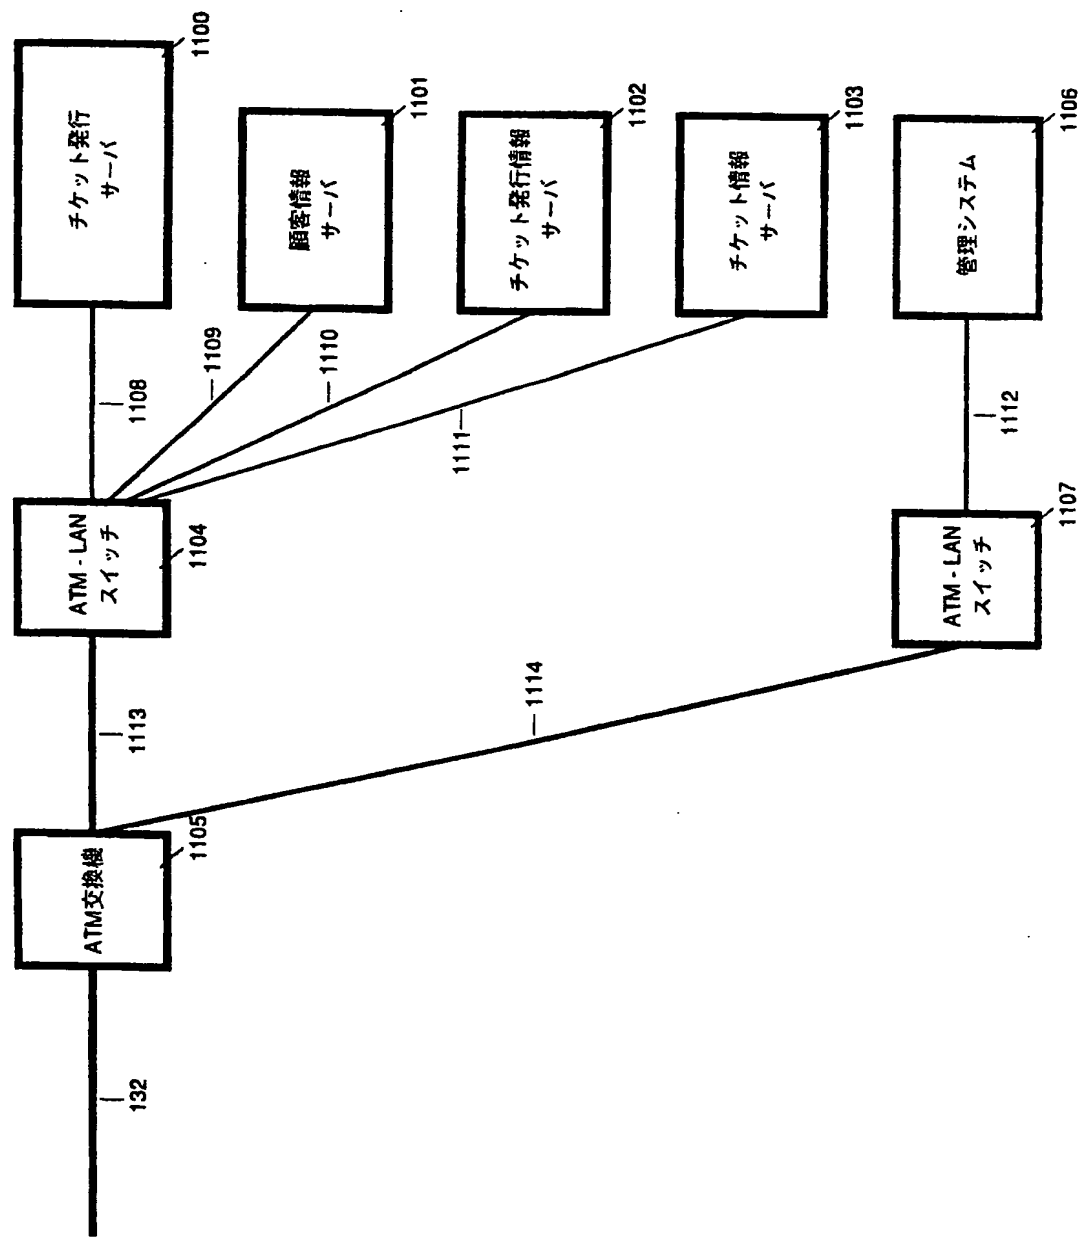 132
ATM交換機
1105
1113
1114
ATM - LAN
スイッチ
1104
ATM - LAN
スイッチ
1107
1108
1109
1110
1111
1112
チケット発行
サーバ
1100
顧客情報
サーバ
1101
チケット発行情報
サーバ
1102
チケット情報
サーバ
1103
管理システム
1106